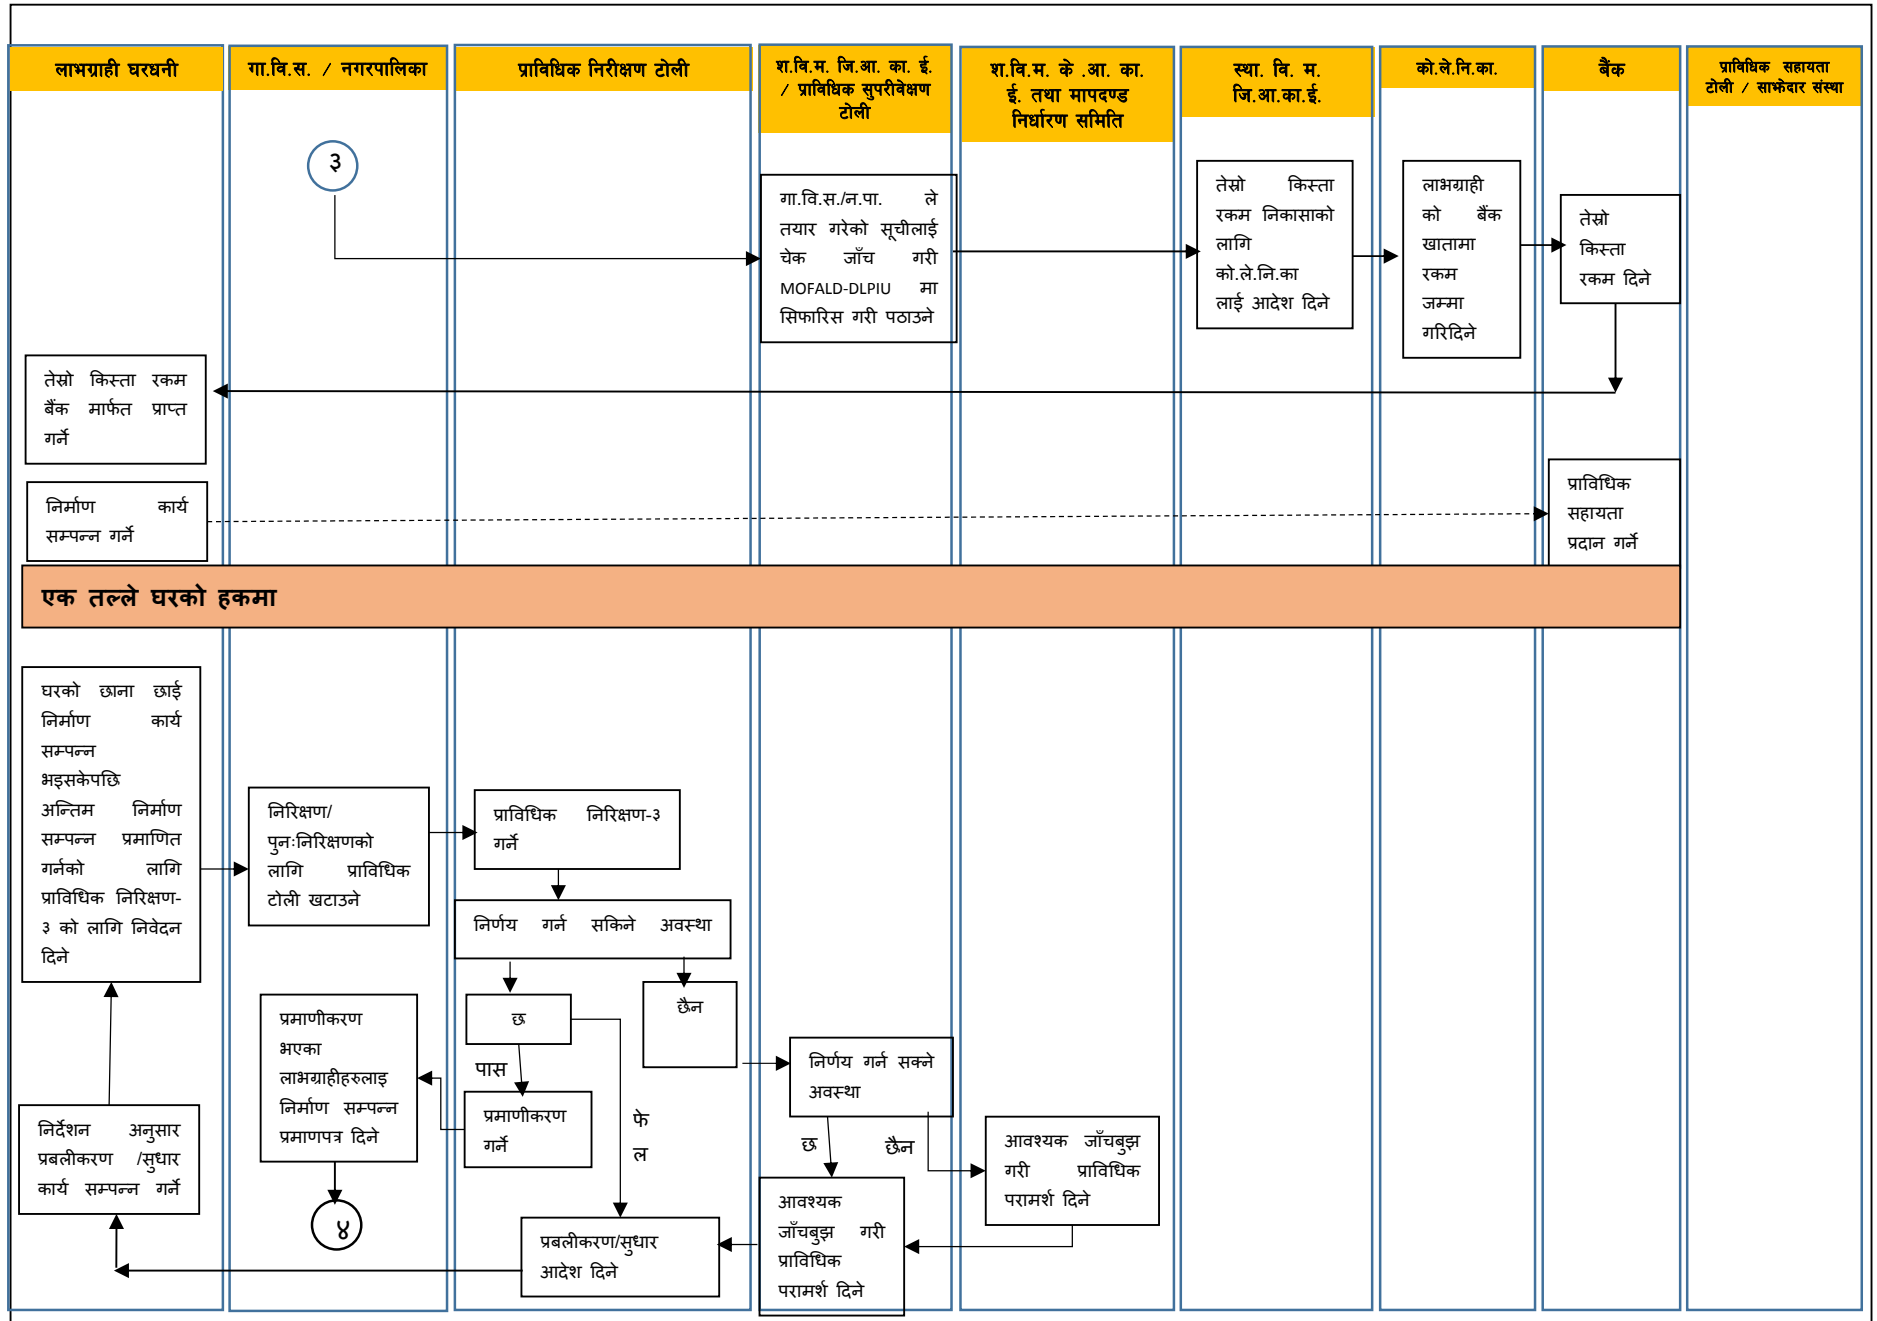 लाभग्राही घरधनी
गा.वि.स. / नगरपालिका
प्राविधिक निरीक्षण टोली
श.वि.म. जि.आ. का. ई.
/ प्राविधिक सुपरीवेक्षण
टोली
श.वि.म. के .आ. का.
ई. तथा मापदण्ड
निर्धारण समिति
स्था. वि. म.
जि.आ.का.ई.
को.ले.नि.का.
बैंक
प्राविधिक सहायता
टोली / साझेदार संस्था
३
गा.वि.स./न.पा. ले
तयार गरेको सूचीलाई
चेक जाँच गरी
MOFALD-DLPIU मा
सिफारिस गरी पठाउने
तेस्रो किस्ता
रकम निकासाको
लागि
को.ले.नि.का
लाई आदेश दिने
लाभग्राही
को बैंक
खातामा
रकम
जम्मा
गरिदिने
तेस्रो
किस्ता
रकम दिने
तेस्रो किस्ता रकम
बैंक मार्फत प्राप्त
गर्ने
निर्माण कार्य
सम्पन्न गर्ने
प्राविधिक
सहायता
प्रदान गर्ने
एक तल्ले घरको हकमा
घरको छाना छाई
निर्माण कार्य
सम्पन्न
भइसकेपछि
अन्तिम निर्माण
सम्पन्न प्रमाणित
गर्नको लागि
प्राविधिक निरिक्षण-
३ को लागि निवेदन
दिने
निरिक्षण/
पुनःनिरिक्षणको
लागि प्राविधिक
टोली खटाउने
प्राविधिक निरिक्षण-३
गर्ने
निर्णय गर्न सकिने अवस्था
छ
छैन
पास
फे
ल
प्रमाणीकरण
गर्ने
प्रमाणीकरण
भएका
लाभग्राहीहरुलाइ
निर्माण सम्पन्न
प्रमाणपत्र दिने
४
निर्णय गर्न सक्ने
अवस्था
छ
छैन
आवश्यक जाँचबुझ
गरी प्राविधिक
परामर्श दिने
आवश्यक
जाँचबुझ गरी
प्राविधिक
परामर्श दिने
प्रबलीकरण/सुधार
आदेश दिने
निर्देशन अनुसार
प्रबलीकरण /सुधार
कार्य सम्पन्न गर्ने